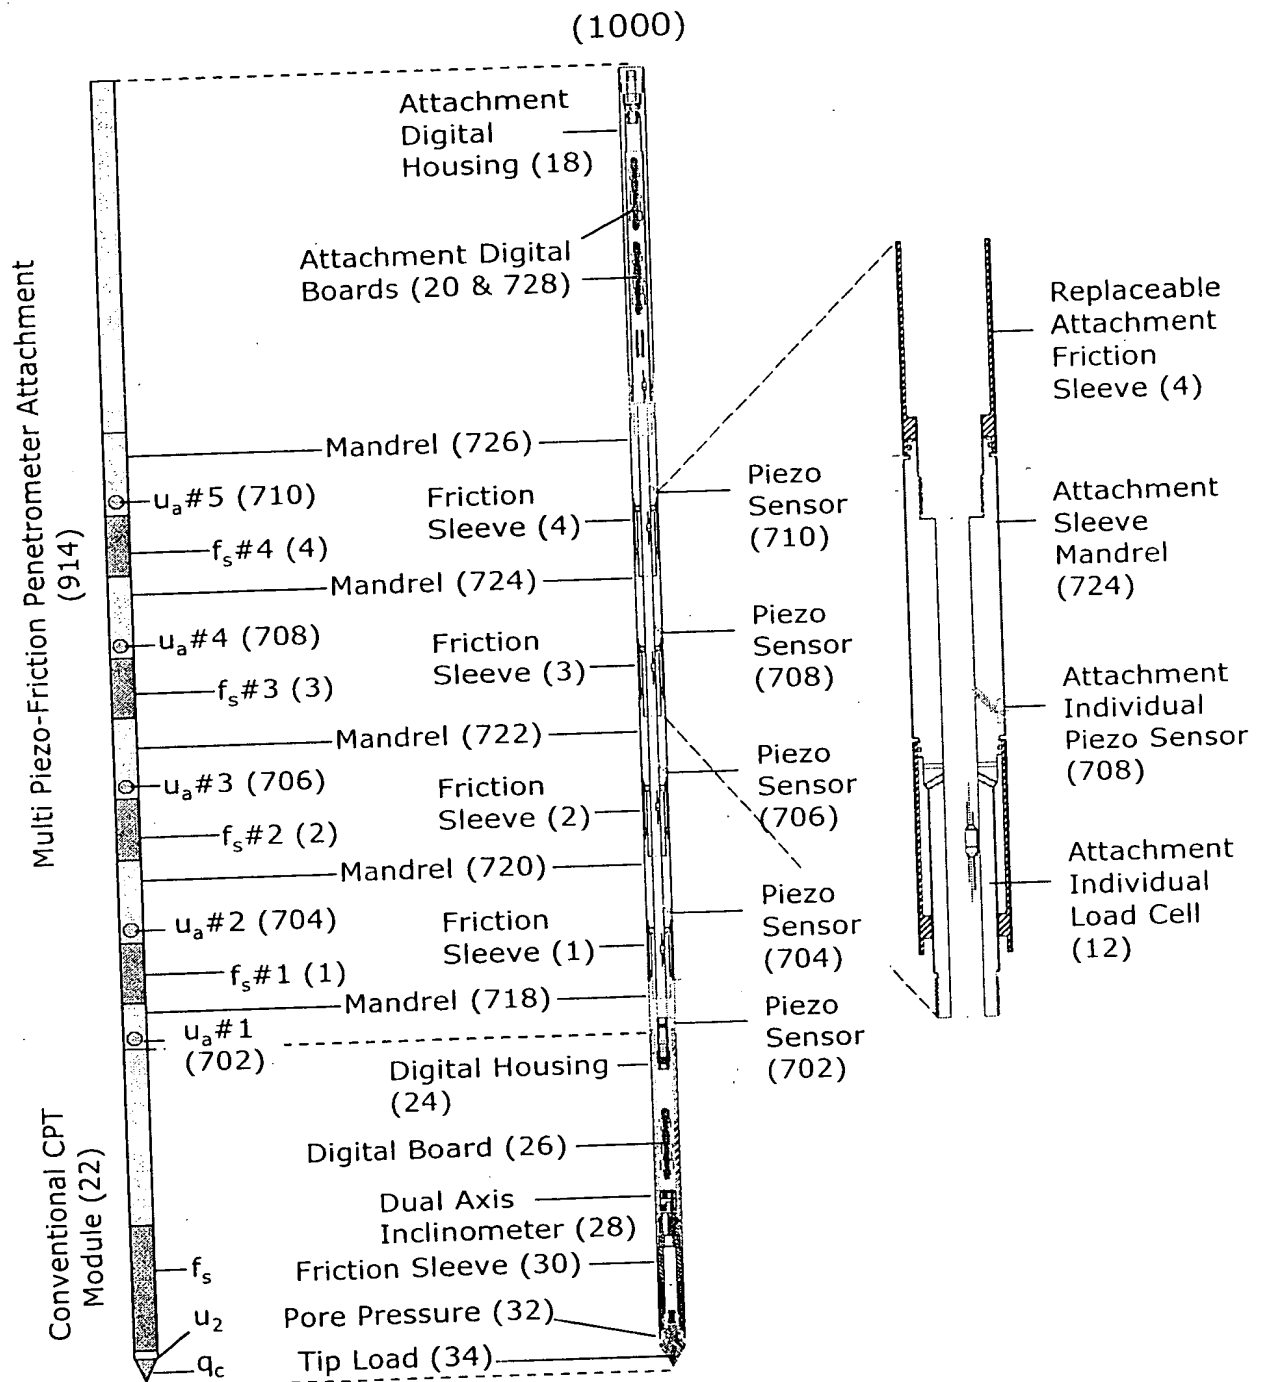 (1000)
Attachment
Digital
Housing (18)
Attachment Digital
Boards (20 & 728)
Multi Piezo-Friction Penetrometer Attachment
(914)
Mandrel (726)
uₐ#5 (710)
Friction
Sleeve (4)
fₛ#4 (4)
Mandrel (724)
uₐ#4 (708)
Friction
Sleeve (3)
fₛ#3 (3)
Mandrel (722)
uₐ#3 (706)
Friction
Sleeve (2)
fₛ#2 (2)
Mandrel (720)
uₐ#2 (704)
Friction
Sleeve (1)
fₛ#1 (1)
Mandrel (718)
uₐ#1
(702)
Piezo
Sensor
(710)
Piezo
Sensor
(708)
Piezo
Sensor
(706)
Piezo
Sensor
(704)
Piezo
Sensor
(702)
Replaceable
Attachment
Friction
Sleeve (4)
Attachment
Sleeve
Mandrel
(724)
Attachment
Individual
Piezo Sensor
(708)
Attachment
Individual
Load Cell
(12)
Conventional CPT
Module (22)
Digital Housing
(24)
Digital Board (26)
Dual Axis
Inclinometer (28)
fₛ
Friction Sleeve (30)
u₂
Pore Pressure (32)
q꜀
Tip Load (34)